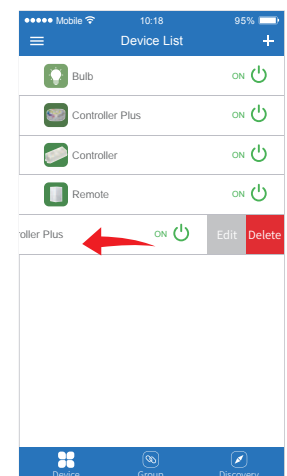 Mobile 10:18 95%
Device List
Bulb ON
Controller Plus ON
Controller ON
Remote ON
roller Plus ON Edit Delete
Device Group Discovery